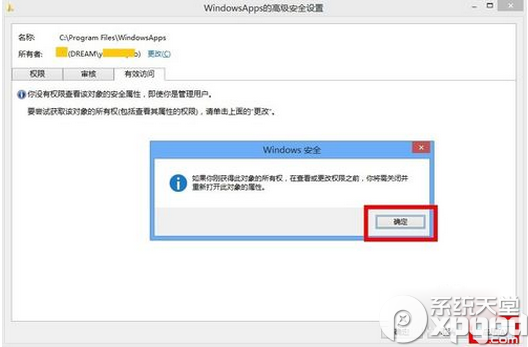 WindowsApps的高级安全设置
名称: C:\Program Files\WindowsApps
所有者: (DREAM\y 更改(C)
权限 审核 有效访问
你没有权限查看该对象的安全属性，即使你是管理用户。
要尝试获取该对象的所有权(包括查看其属性的权限)，请单击上面的“更改”。
Windows 安全
如果你刚获得此对象的所有权，在查看或更改权限之前，你将需关闭并
重新打开此对象的属性。
确定
系统天堂
.com